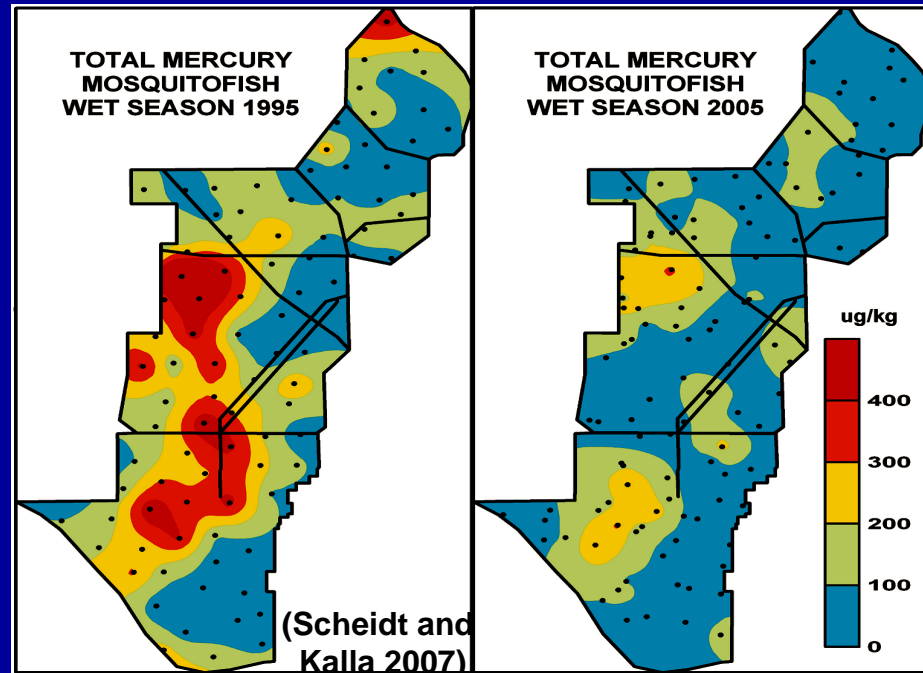 TOTAL MERCURY
MOSQUITOFISH
WET SEASON 1995
(Scheidt and
Kalla 2007)
TOTAL MERCURY
MOSQUITOFISH
WET SEASON 2005
ug/kg
400
300
200
100
0